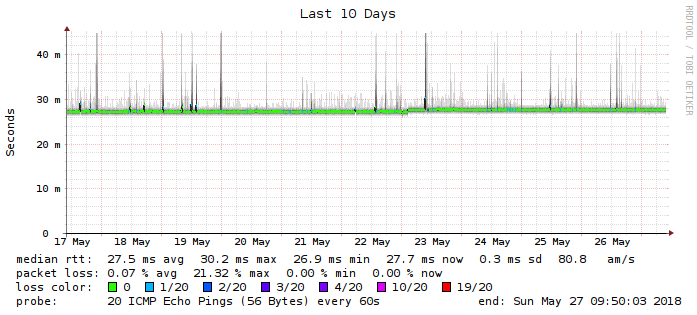 Last 10 Days
RRDTOOL / TOBI OETIKER
Seconds
40 m
30 m
20 m
10 m
0
17 May 18 May 19 May 20 May 21 May 22 May 23 May 24 May 25 May 26 May
median rtt: 27.5 ms avg 30.2 ms max 26.9 ms min 27.7 ms now 0.3 ms sd 80.8 am/s
packet loss: 0.07 % avg 21.32 % max 0.00 % min 0.00 % now
loss color: 0 1/20 2/20 3/20 4/20 10/20 19/20
probe: 20 ICMP Echo Pings (56 Bytes) every 60s end: Sun May 27 09:50:03 2018